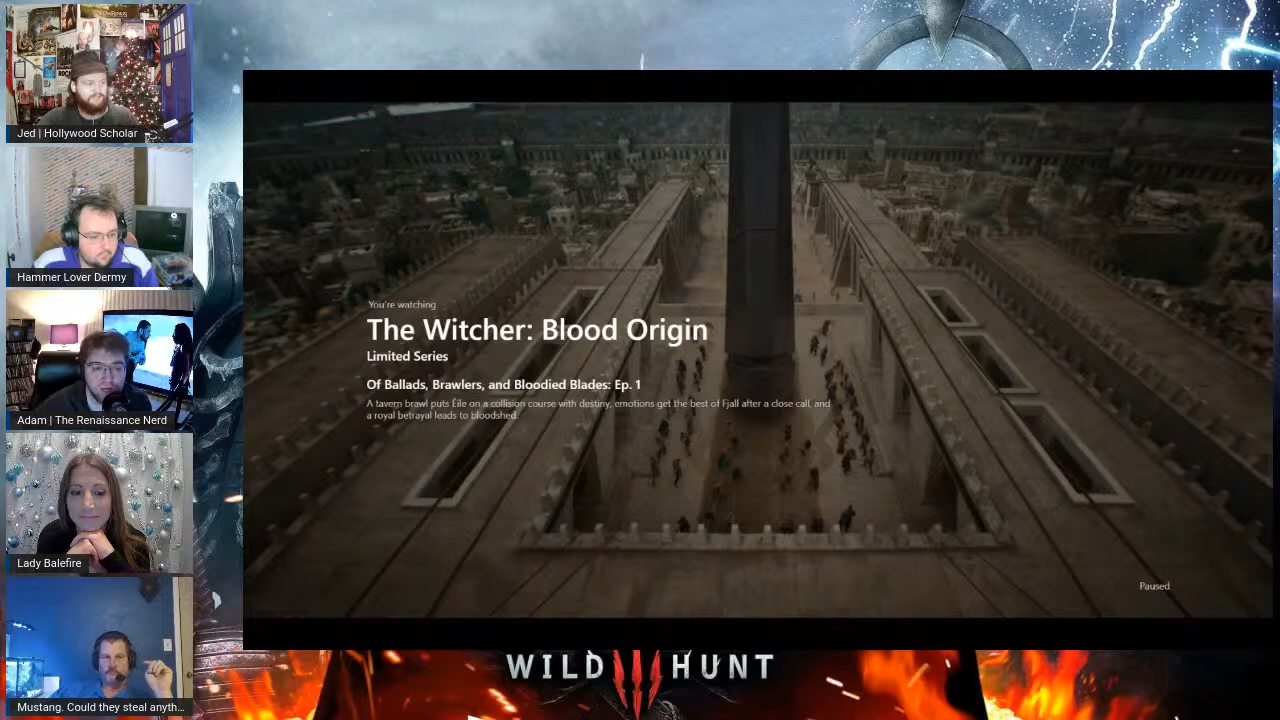 Jed | Hollywood Scholar
Hammer Lover Dermy
Adam | The Renaissance Nerd
Lady Balefire
Mustang. Could they steal anyth...
You're watching
The Witcher: Blood Origin
Limited Series
Of Ballads, Brawlers, and Bloodied Blades: Ep. 1
A tavern brawl puts Éile on a collision course with destiny, emotions get the best of Fjall after a close call, and
a royal betrayal leads to bloodshed.
Paused
WILD HUNT